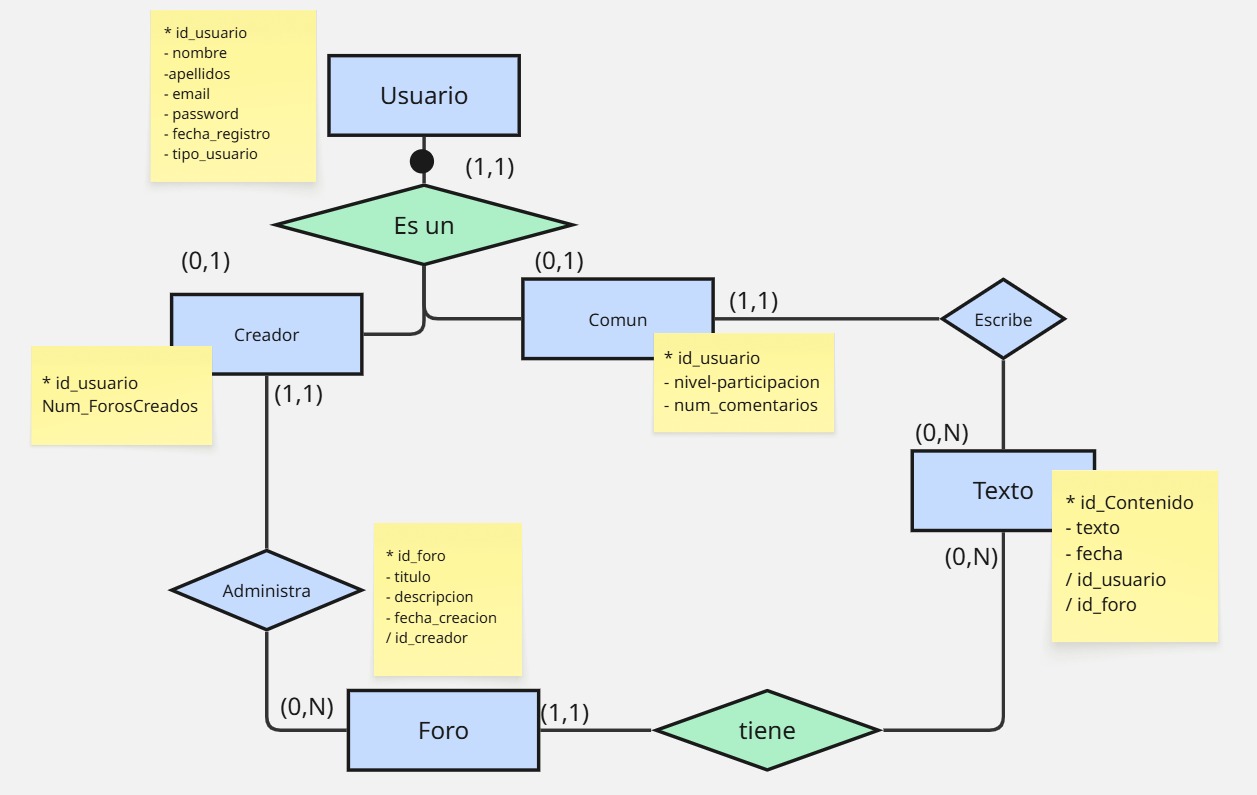 * id_usuario
- nombre
-apellidos
- email
- password
- fecha_registro
- tipo_usuario
Usuario
(1,1)
Es un
(0,1)
(0,1)
Creador
Comun
(1,1)
Escribe
* id_usuario
Num_ForosCreados
(1,1)
* id_usuario
- nivel-participacion
- num_comentarios
(0,N)
Texto
* id_Contenido
- texto
- fecha
/ id_usuario
/ id_foro
(0,N)
Administra
* id_foro
- titulo
- descripcion
- fecha_creacion
/ id_creador
(0,N)
Foro
(1,1)
tiene